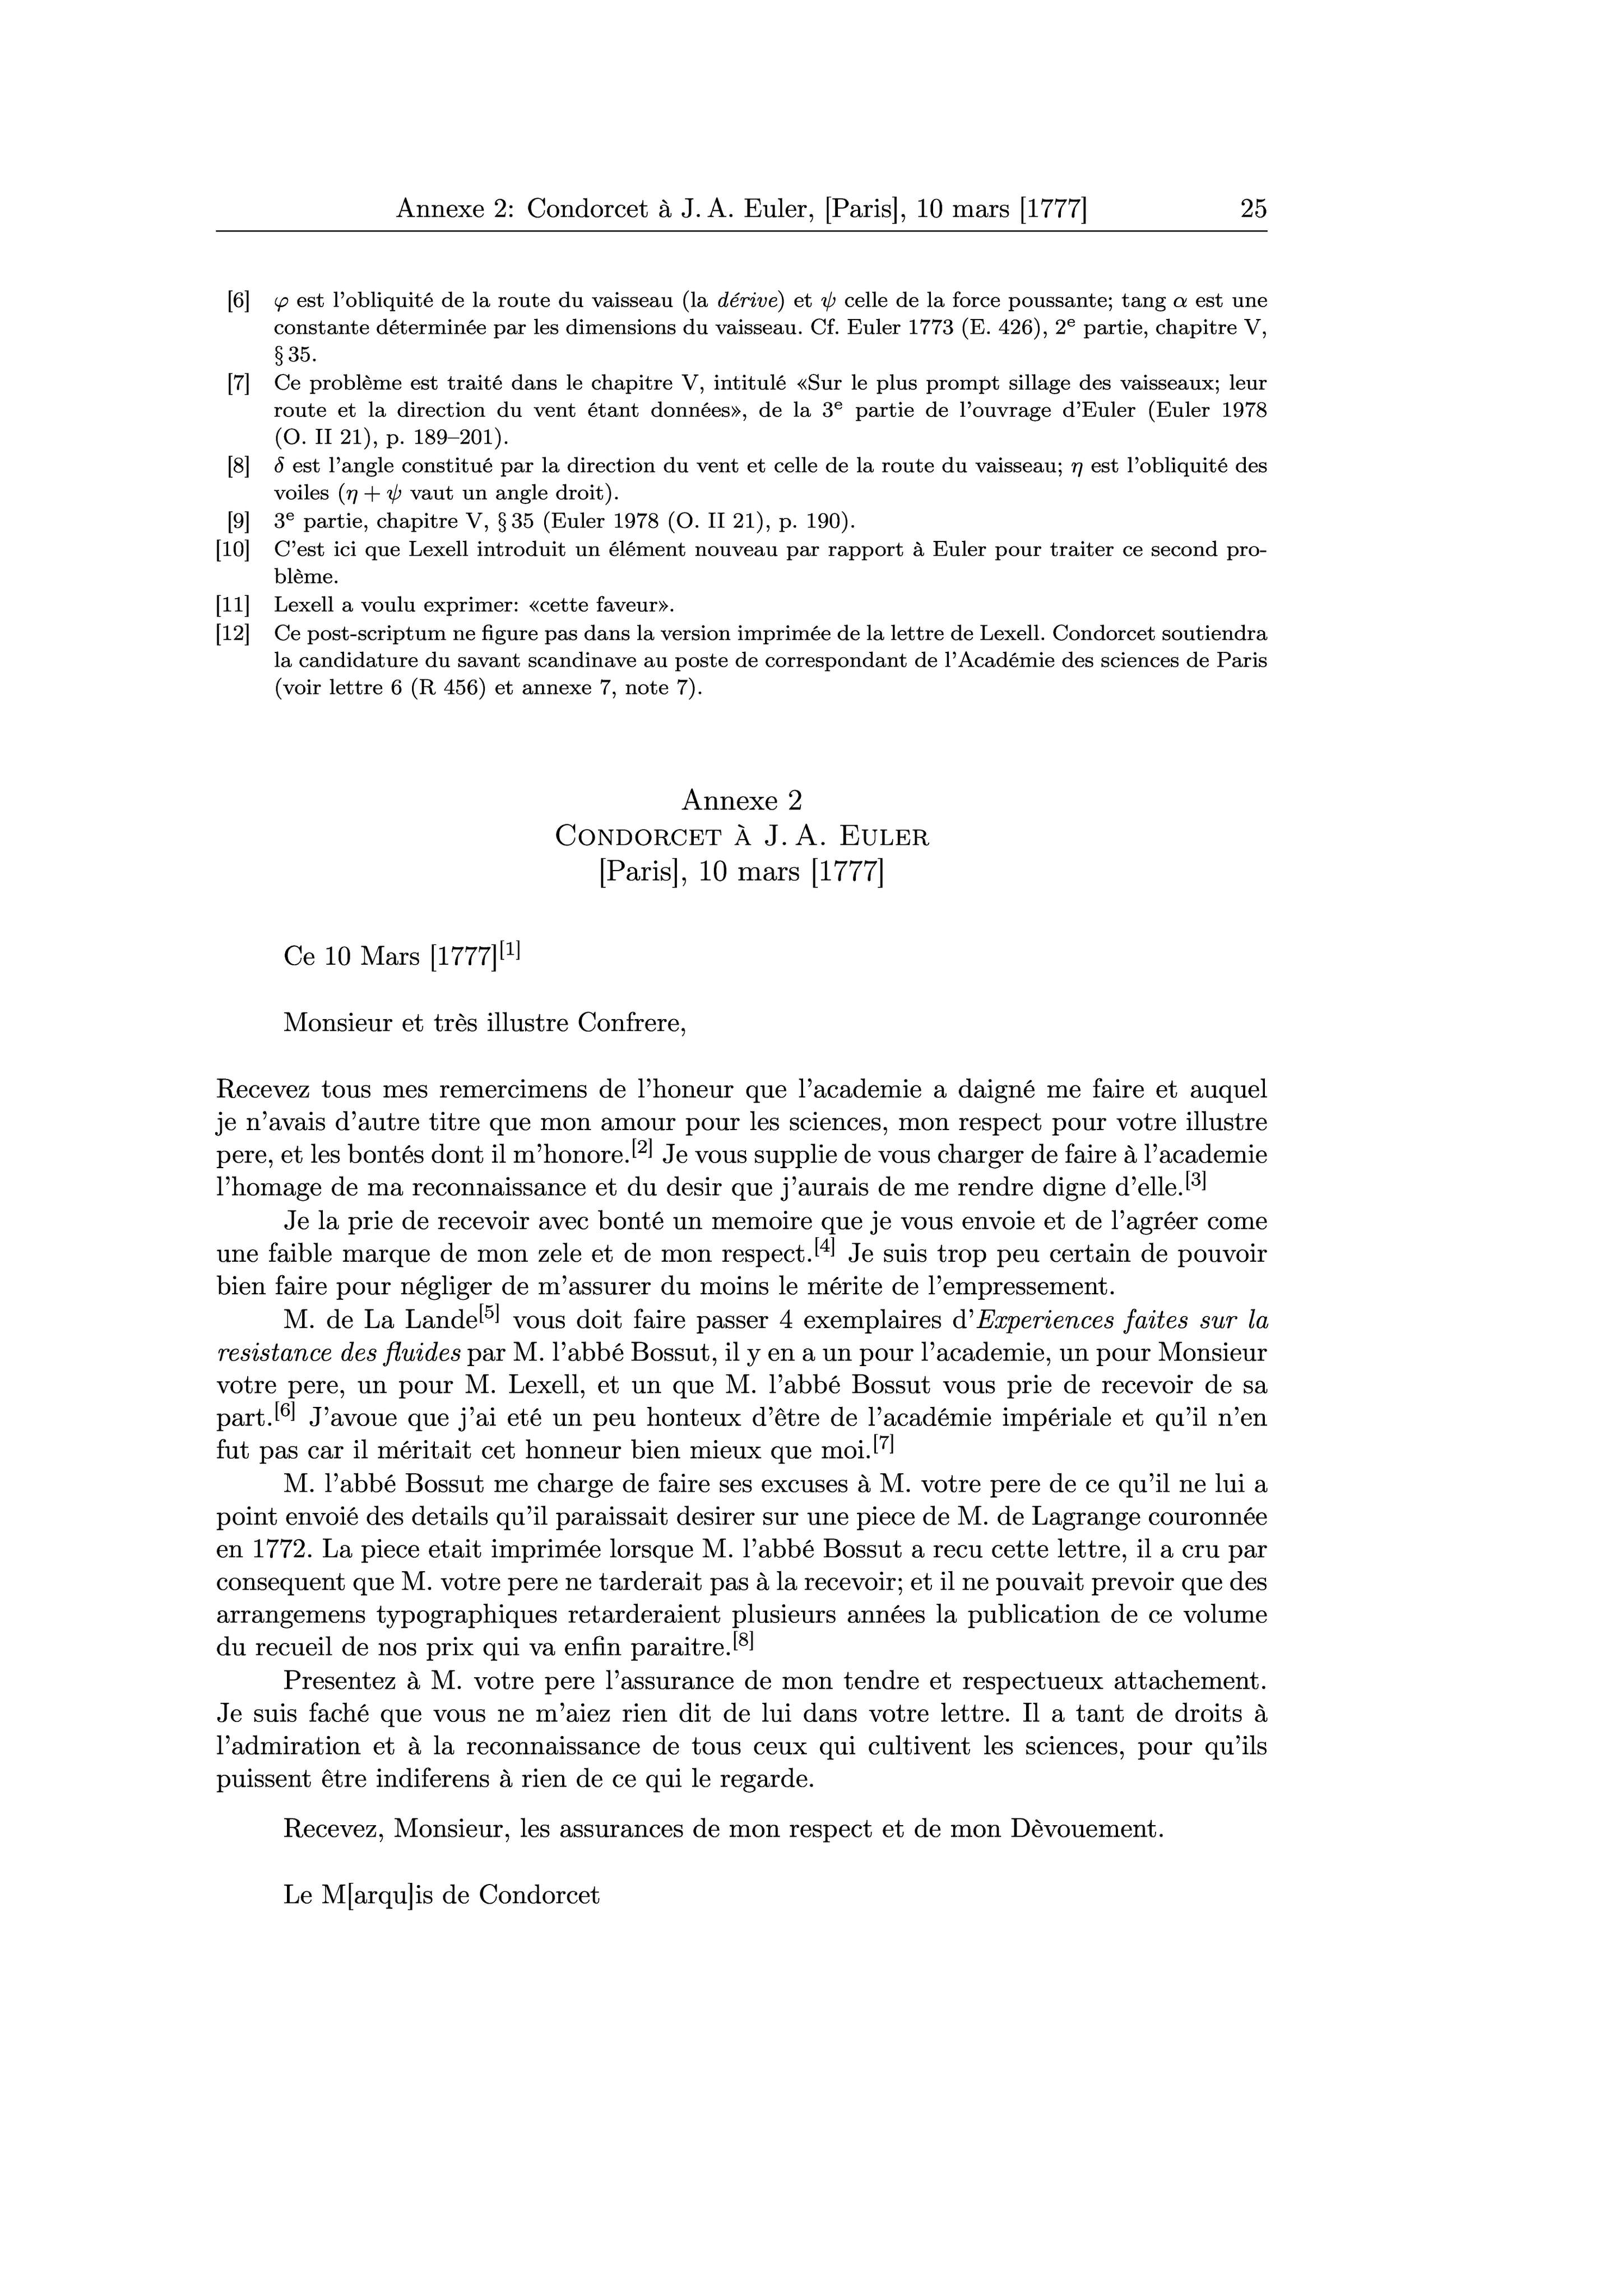 Annexe 2: Condorcet à J. A. Euler, [Paris], 10 mars [1777] 25
[6] φ est l'obliquité de la route du vaisseau (la dérive) et ψ celle de la force poussante; tang α est une
constante déterminée par les dimensions du vaisseau. Cf. Euler 1773 (E. 426), 2e partie, chapitre V,
§ 35.
[7] Ce problème est traité dans le chapitre V, intitulé «Sur le plus prompt sillage des vaisseaux; leur
route et la direction du vent étant données», de la 3e partie de l'ouvrage d'Euler (Euler 1978
(O. II 21), p. 189–201).
[8] δ est l'angle constitué par la direction du vent et celle de la route du vaisseau; η est l'obliquité des
voiles (η + ψ vaut un angle droit).
[9] 3e partie, chapitre V, § 35 (Euler 1978 (O. II 21), p. 190).
[10] C'est ici que Lexell introduit un élément nouveau par rapport à Euler pour traiter ce second pro-
blème.
[11] Lexell a voulu exprimer: «cette faveur».
[12] Ce post-scriptum ne figure pas dans la version imprimée de la lettre de Lexell. Condorcet soutiendra
la candidature du savant scandinave au poste de correspondant de l'Académie des sciences de Paris
(voir lettre 6 (R 456) et annexe 7, note 7).
Annexe 2
Condorcet à J. A. Euler
[Paris], 10 mars [1777]
Ce 10 Mars [1777][1]
Monsieur et très illustre Confrere,
Recevez tous mes remercimens de l'honeur que l'academie a daigné me faire et auquel
je n'avais d'autre titre que mon amour pour les sciences, mon respect pour votre illustre
pere, et les bontés dont il m'honore.[2] Je vous supplie de vous charger de faire à l'academie
l'homage de ma reconnaissance et du desir que j'aurais de me rendre digne d'elle.[3]
Je la prie de recevoir avec bonté un memoire que je vous envoie et de l'agréer come
une faible marque de mon zele et de mon respect.[4] Je suis trop peu certain de pouvoir
bien faire pour négliger de m'assurer du moins le mérite de l'empressement.
M. de La Lande[5] vous doit faire passer 4 exemplaires d'Experiences faites sur la
resistance des fluides par M. l'abbé Bossut, il y en a un pour l'academie, un pour Monsieur
votre pere, un pour M. Lexell, et un que M. l'abbé Bossut vous prie de recevoir de sa
part.[6] J'avoue que j'ai eté un peu honteux d'être de l'académie impériale et qu'il n'en
fut pas car il méritait cet honneur bien mieux que moi.[7]
M. l'abbé Bossut me charge de faire ses excuses à M. votre pere de ce qu'il ne lui a
point envoié des details qu'il paraissait desirer sur une piece de M. de Lagrange couronnée
en 1772. La piece etait imprimée lorsque M. l'abbé Bossut a recu cette lettre, il a cru par
consequent que M. votre pere ne tarderait pas à la recevoir; et il ne pouvait prevoir que des
arrangemens typographiques retarderaient plusieurs années la publication de ce volume
du recueil de nos prix qui va enfin paraitre.[8]
Presentez à M. votre pere l'assurance de mon tendre et respectueux attachement.
Je suis faché que vous ne m'aiez rien dit de lui dans votre lettre. Il a tant de droits à
l'admiration et à la reconnaissance de tous ceux qui cultivent les sciences, pour qu'ils
puissent être indiferens à rien de ce qui le regarde.
Recevez, Monsieur, les assurances de mon respect et de mon Dèvouement.
Le M[arqu]is de Condorcet